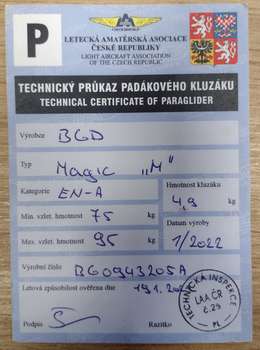 P
LETECKÁ AMATÉRSKÁ ASOCIACE
ČESKÉ REPUBLIKY
LIGHT AIRCRAFT ASSOCIATION
OF THE CZECH REPUBLIC
TECHNICKÝ PRŮKAZ PADÁKOVÉHO KLUZÁKU
TECHNICAL CERTIFICATE OF PARAGLIDER
Výrobce BGD
Typ Magic "M"
Kategorie EN-A
Hmotnost kluzáku
4,9 kg
Min. vzlet. hmotnost 75 kg
Datum výroby
Max. vzlet. hmotnost 95 kg
1/2022
Výrobní číslo BG0943205A
Letová způsobilost ověřena dne 19.1.
Podpis
Razítko
TECHNICKÁ INSPEKCE
LAA ČR
č.29
PL